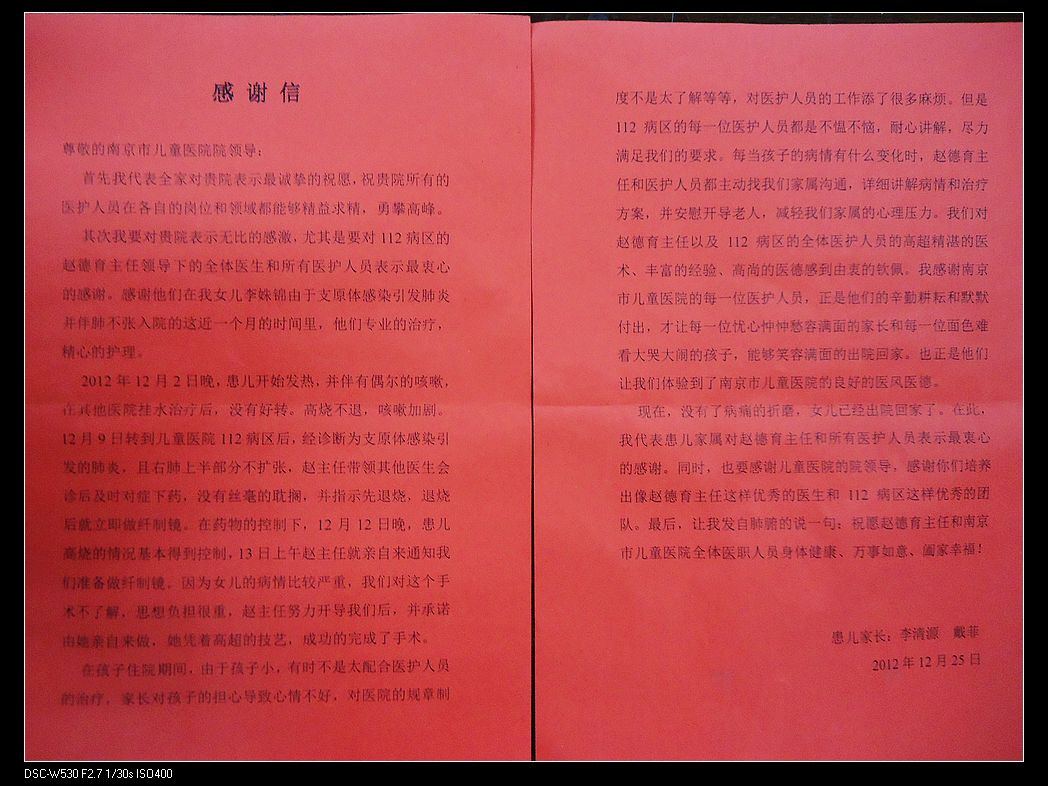 感谢信
尊敬的南京市儿童医院院领导：
首先我代表全家对贵院表示最诚挚的祝愿，祝贵院所有的
医护人员在各自的岗位和领域都能够精益求精，勇攀高峰。
其次我要对贵院表示无比的感激，尤其是要对 112 病区的
赵德育主任领导下的全体医生和所有医护人员表示最衷心
的感谢。感谢他们在我女儿李姝锦由于支原体感染引发肺炎
并伴肺不张入院的这近一个月的时间里，他们专业的治疗，
精心的护理。
2012 年 12 月 2 日晚，患儿开始发热，并伴有偶尔的咳嗽，
在其他医院挂水治疗后，没有好转。高烧不退，咳嗽加剧。
12 月 9 日转到儿童医院 112 病区后，经诊断为支原体感染引
发的肺炎，且右肺上半部分不扩张，赵主任带领其他医生会
诊后及时对症下药，没有丝毫的耽搁，并指示先退烧，退烧
后就立即做纤制镜。在药物的控制下，12 月 12 日晚，患儿
高烧的情况基本得到控制，13 日上午赵主任就亲自来通知我
们准备做纤制镜。因为女儿的病情比较严重，我们对这个手
术不了解，思想负担很重，赵主任努力开导我们后，并承诺
由她亲自来做，她凭着高超的技艺，成功的完成了手术。
在孩子住院期间，由于孩子小，有时不是太配合医护人员
的治疗，家长对孩子的担心导致心情不好，对医院的规章制
度不是太了解等等，对医护人员的工作添了很多麻烦。但是
112 病区的每一位医护人员都是不愠不恼，耐心讲解，尽力
满足我们的要求。每当孩子的病情有什么变化时，赵德育主
任和医护人员都主动找我们家属沟通，详细讲解病情和治疗
方案，并安慰开导老人，减轻我们家属的心理压力。我们对
赵德育主任以及 112 病区的全体医护人员的高超精湛的医
术、丰富的经验、高尚的医德感到由衷的钦佩。我感谢南京
市儿童医院的每一位医护人员，正是他们的辛勤耕耘和默默
付出，才让每一位忧心忡忡愁容满面的家长和每一位面色难
看大哭大闹的孩子，能够笑容满面的出院回家。也正是他们
让我们体验到了南京市儿童医院的良好的医风医德。
现在，没有了病痛的折磨，女儿已经出院回家了。在此，
我代表患儿家属对赵德育主任和所有医护人员表示最衷心
的感谢。同时，也要感谢儿童医院的院领导，感谢你们培养
出像赵德育主任这样优秀的医生和 112 病区这样优秀的团
队。最后，让我发自肺腑的说一句：祝愿赵德育主任和南京
市儿童医院全体医职人员身体健康、万事如意、阖家幸福！
患儿家长：李清源 戴菲
2012 年 12 月 25 日
DSC-W530 F2.7 1/30s ISO400